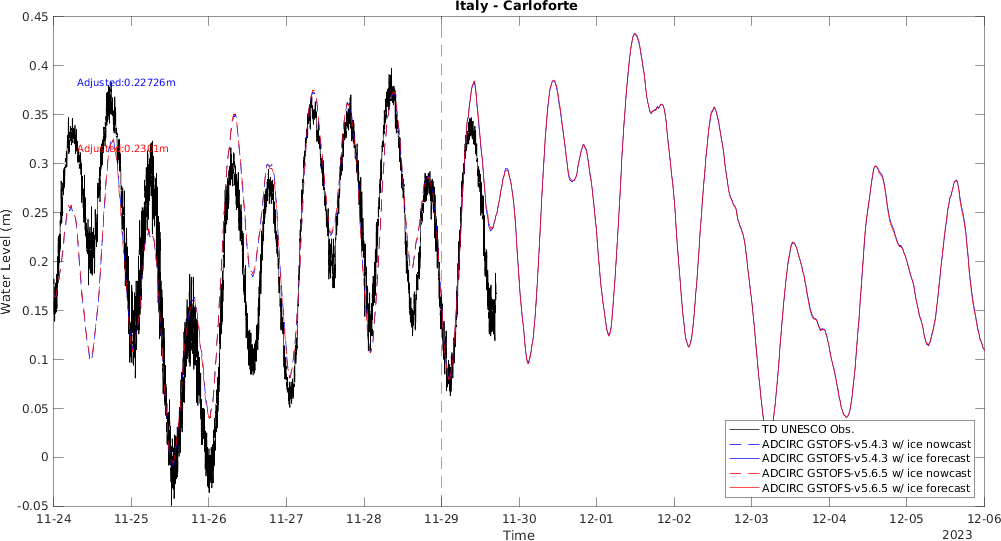 Italy - Carloforte
0.45
0.4
0.35
0.3
0.25
0.2
0.15
0.1
0.05
0
-0.05
Water Level (m)
Adjusted:0.22726m
Adjusted:0.2381m
TD UNESCO Obs.
ADCIRC GSTOFS-v5.4.3 w/ ice nowcast
ADCIRC GSTOFS-v5.4.3 w/ ice forecast
ADCIRC GSTOFS-v5.6.5 w/ ice nowcast
ADCIRC GSTOFS-v5.6.5 w/ ice forecast
11-24 11-25 11-26 11-27 11-28 11-29 11-30 12-01 12-02 12-03 12-04 12-05 12-06
Time
2023